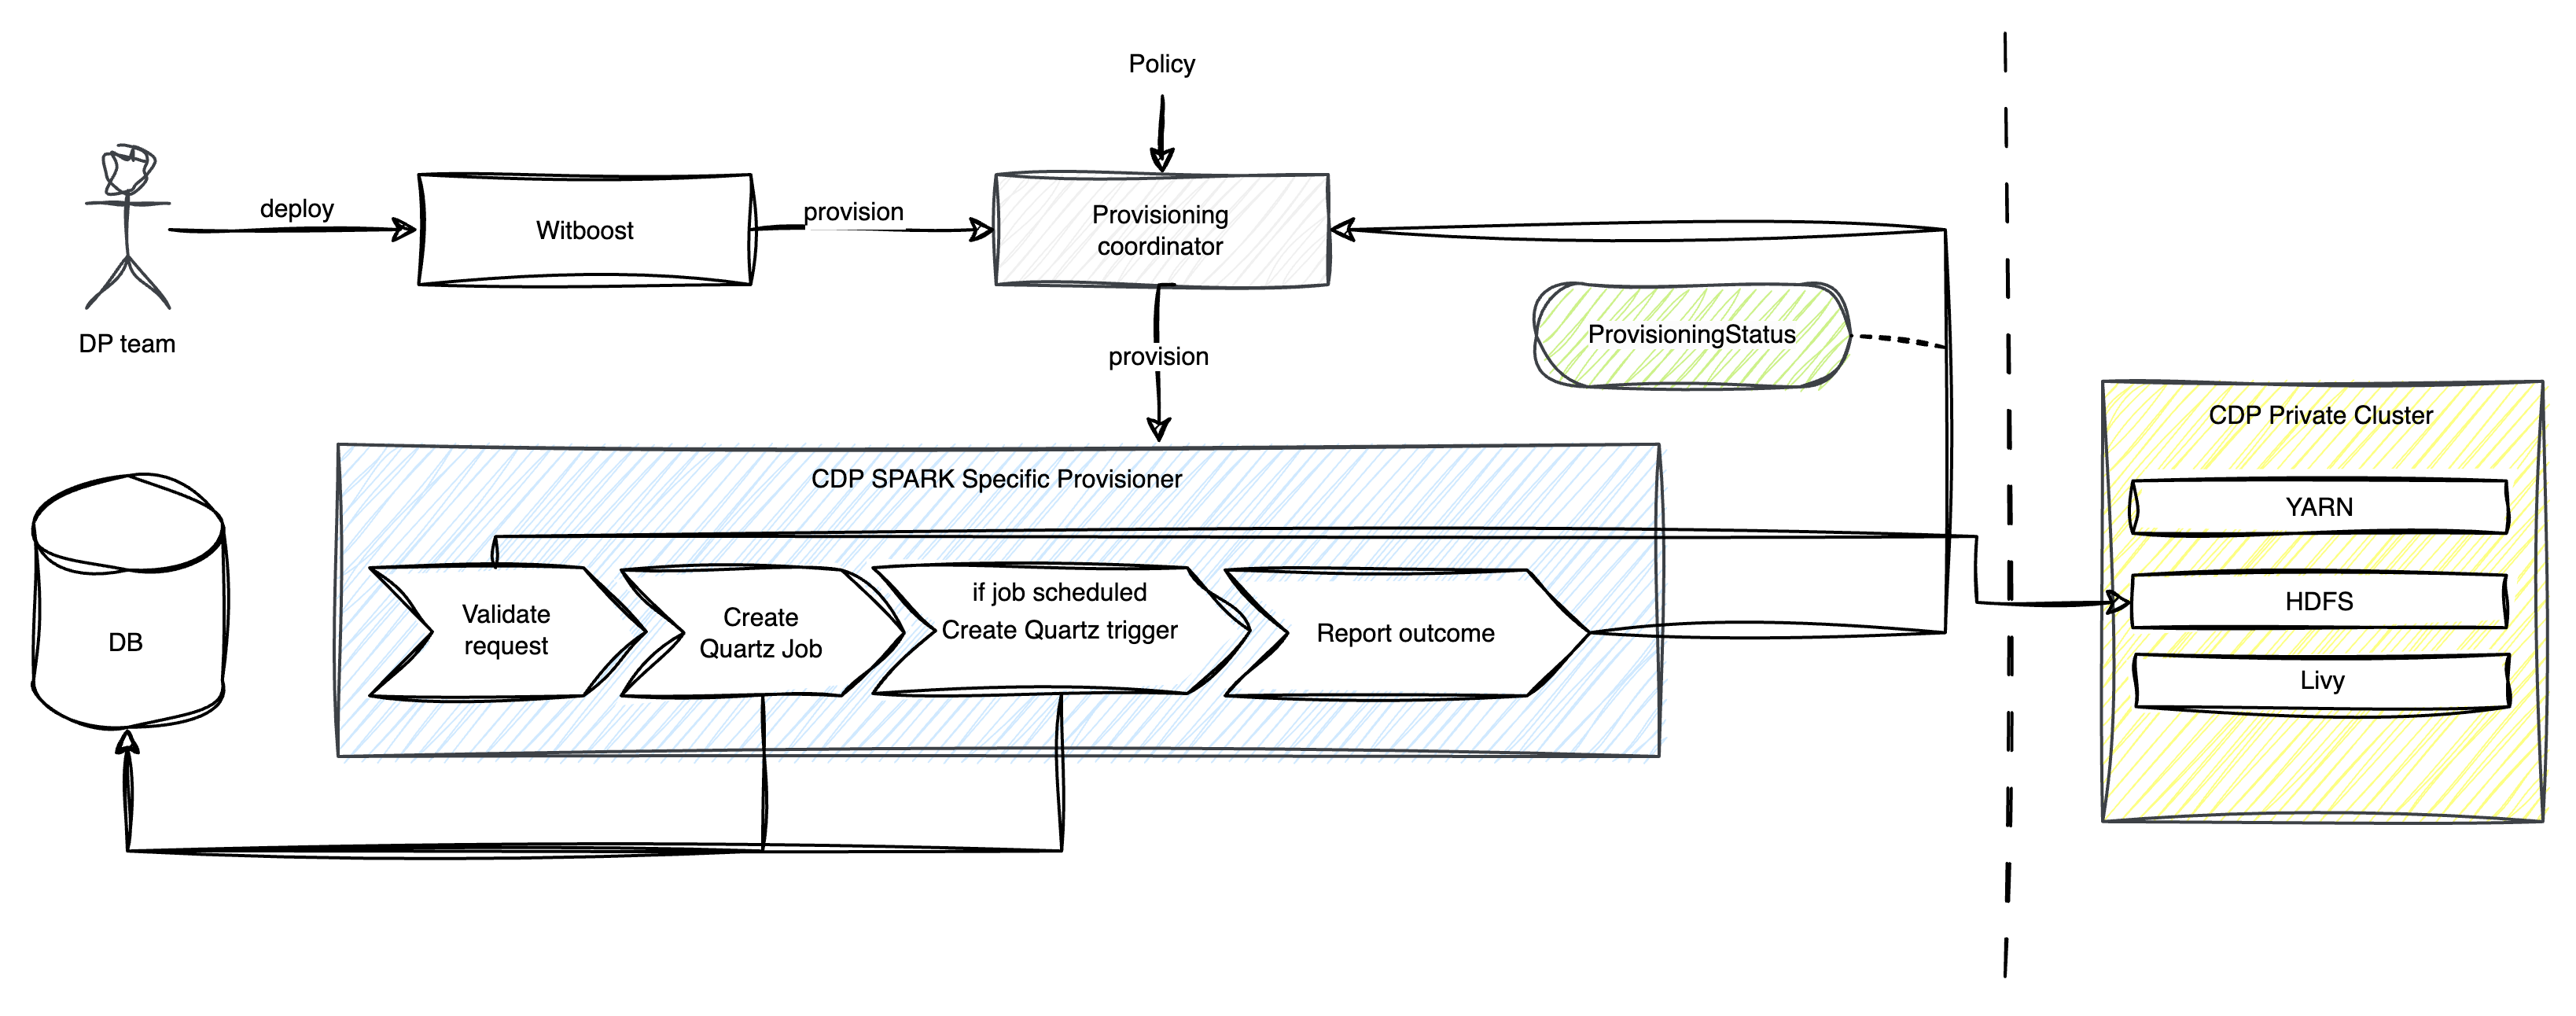 Policy
deploy
Witboost
provision
Provisioning
coordinator
DP team
provision
ProvisioningStatus
CDP Private Cluster
YARN
HDFS
Livy
CDP SPARK Specific Provisioner
DB
Validate
request
Create
Quartz Job
if job scheduled
Create Quartz trigger
Report outcome